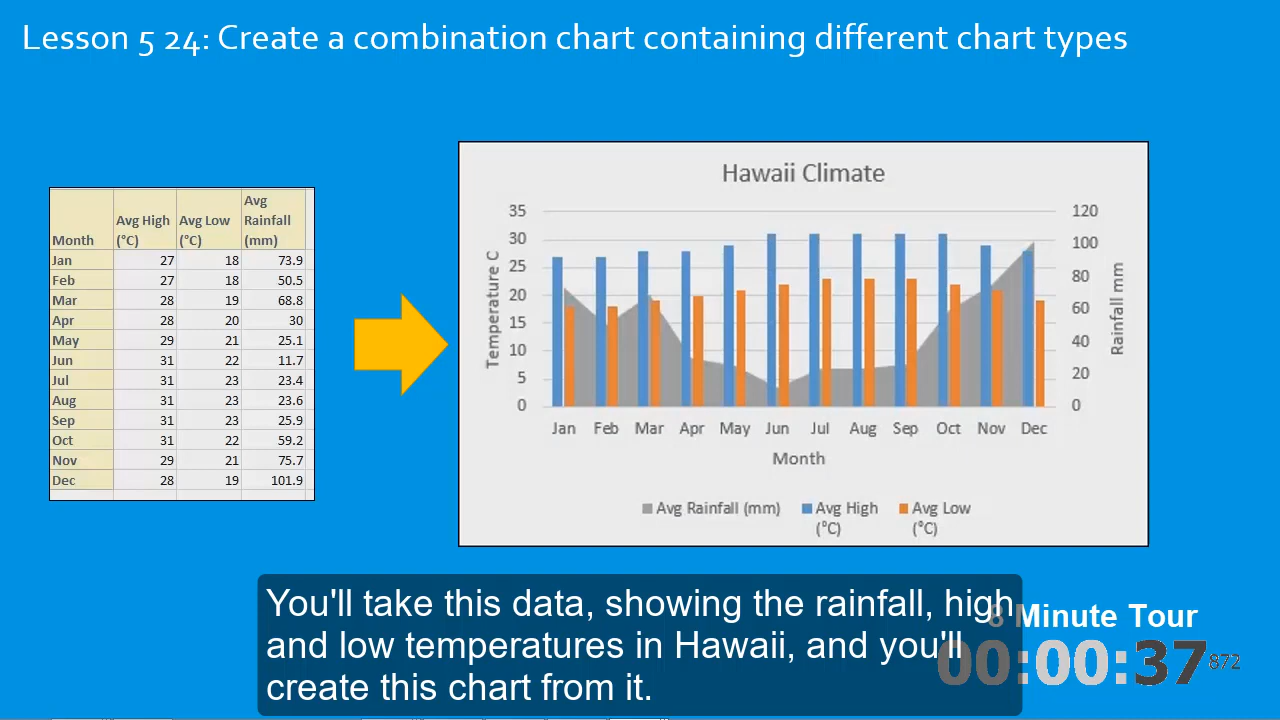 Lesson 5 24: Create a combination chart containing different chart types
Month Avg High (°C) Avg Low (°C) Avg Rainfall (mm)
Jan 27 18 73.9
Feb 27 18 50.5
Mar 28 19 68.8
Apr 28 20 30
May 29 21 25.1
Jun 31 22 11.7
Jul 31 23 23.4
Aug 31 23 23.6
Sep 31 23 25.9
Oct 31 22 59.2
Nov 29 21 75.7
Dec 28 19 101.9
Hawaii Climate
Temperature C
35
30
25
20
15
10
5
0
120
100
80
60
40
20
0
Rainfall mm
Jan Feb Mar Apr May Jun Jul Aug Sep Oct Nov Dec
Month
Avg Rainfall (mm) Avg High (°C) Avg Low (°C)
You'll take this data, showing the rainfall, high
and low temperatures in Hawaii, and you'll
create this chart from it.
8 Minute Tour
00:00:37 872